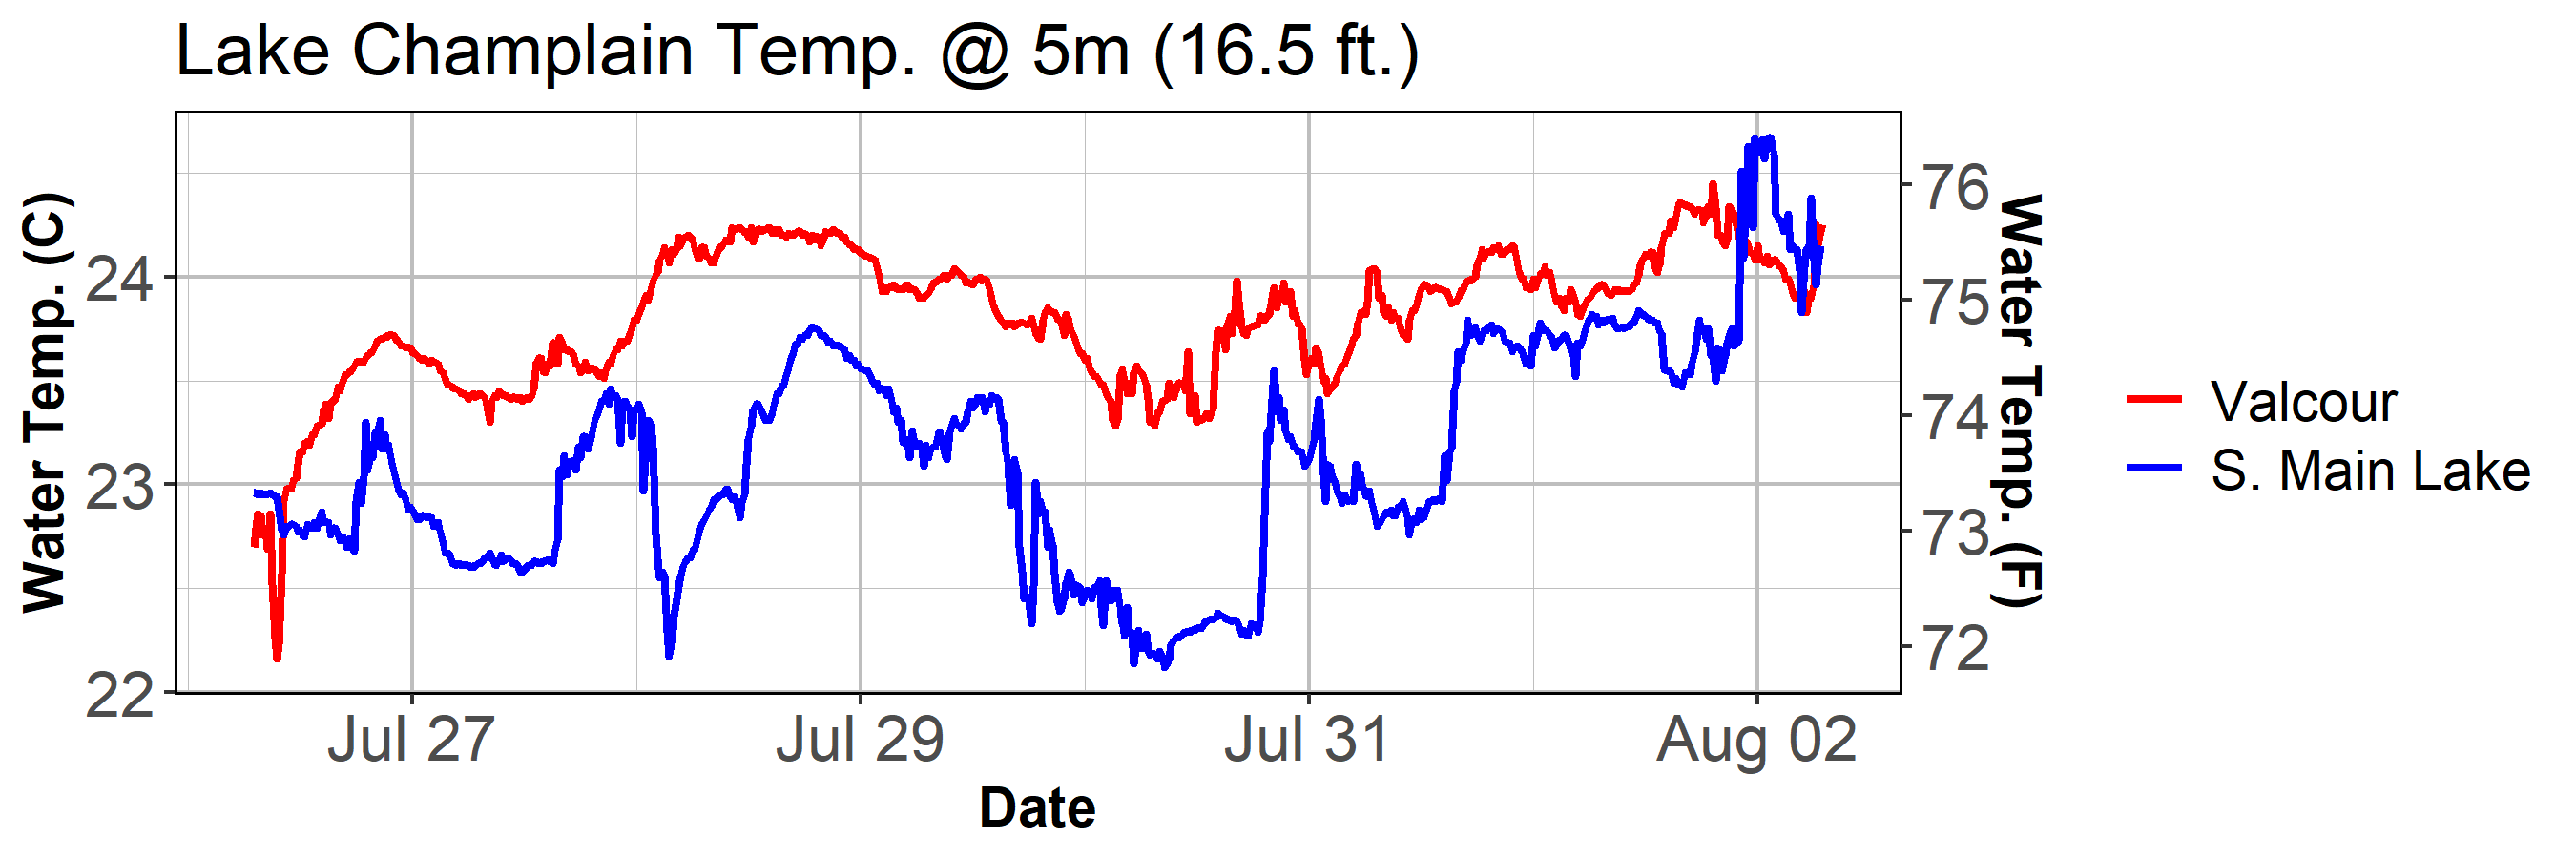 Lake Champlain Temp. @ 5m (16.5 ft.)
Water Temp. (C)
24
23
22
76
75
74
73
72
Water Temp. (F)
Jul 27
Jul 29
Jul 31
Aug 02
Date
Valcour
S. Main Lake